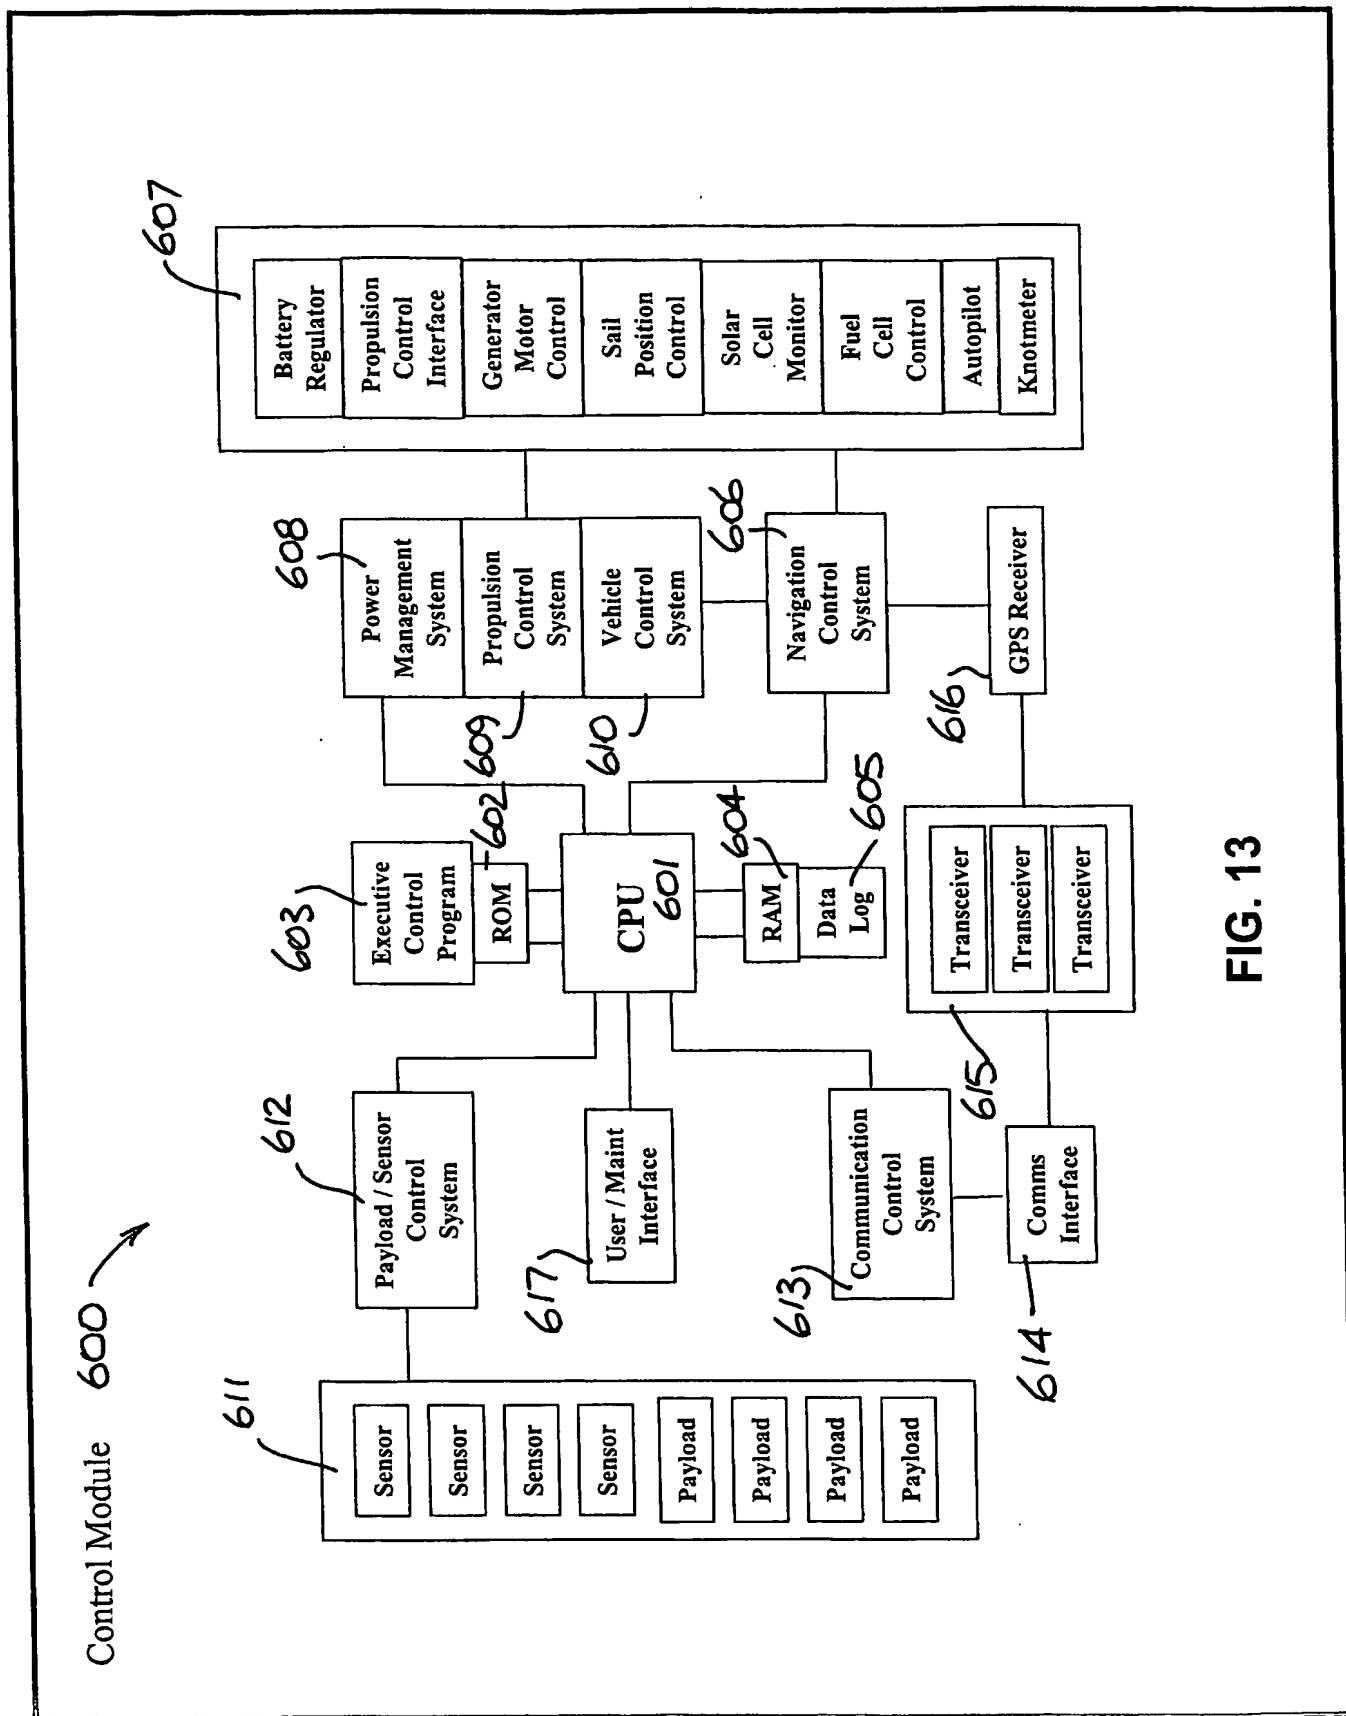 Control Module 600
611
Sensor
Sensor
Sensor
Sensor
Payload
Payload
Payload
Payload
612
Payload / Sensor
Control
System
617
User / Maint
Interface
613
Communication
Control
System
614
Comms
Interface
603
Executive
Control
Program
602
ROM
CPU
601
604
RAM
605
Data
Log
615
Transceiver
Transceiver
Transceiver
608
Power
Management
System
609
Propulsion
Control
System
610
Vehicle
Control
System
606
Navigation
Control
System
616
GPS Receiver
607
Battery
Regulator
Propulsion
Control
Interface
Generator
Motor
Control
Sail
Position
Control
Solar
Cell
Monitor
Fuel
Cell
Control
Autopilot
Knotmeter
FIG. 13